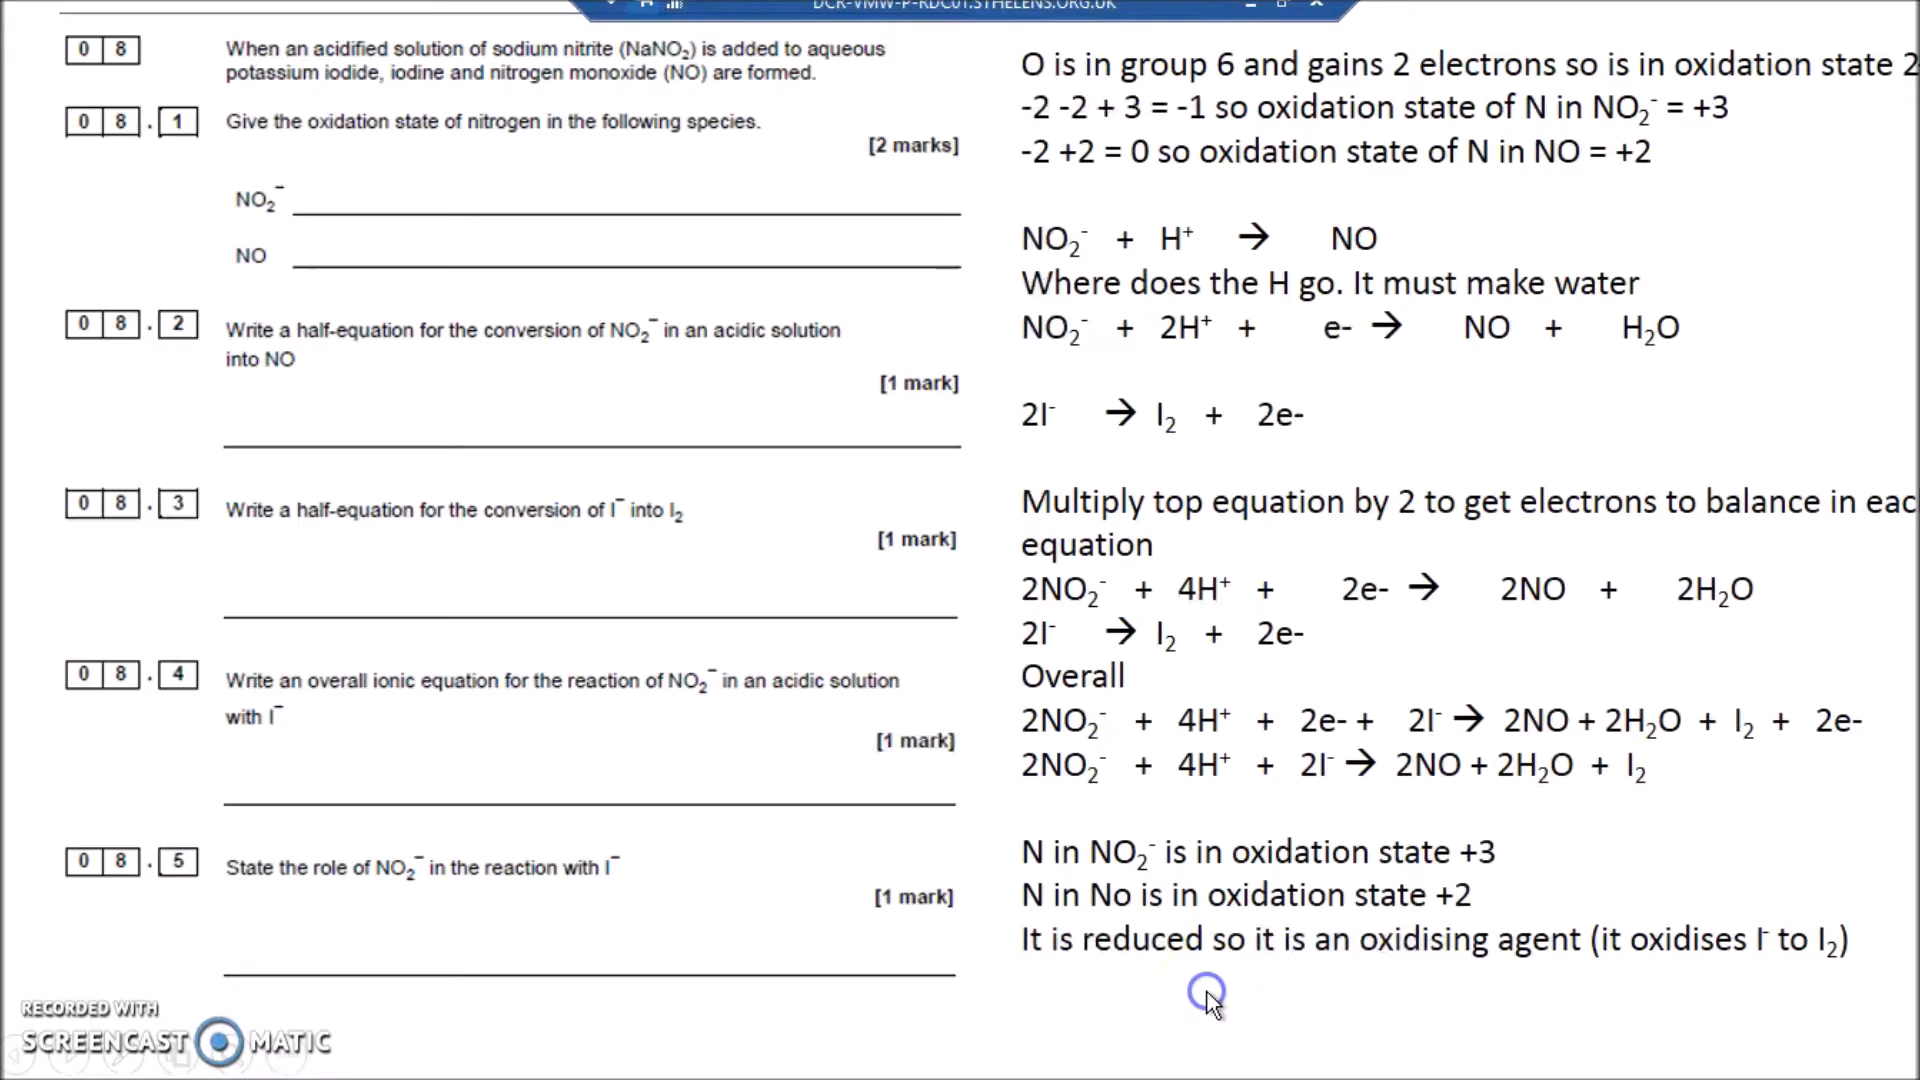 DCR-VMW-P-RDC01.STHELENS.ORG.UK
0 8 When an acidified solution of sodium nitrite (NaNO₂) is added to aqueous
potassium iodide, iodine and nitrogen monoxide (NO) are formed.
0 8 . 1 Give the oxidation state of nitrogen in the following species.
[2 marks]
NO₂⁻
NO
0 8 . 2 Write a half-equation for the conversion of NO₂⁻ in an acidic solution
into NO
[1 mark]
0 8 . 3 Write a half-equation for the conversion of I⁻ into I₂
[1 mark]
0 8 . 4 Write an overall ionic equation for the reaction of NO₂⁻ in an acidic solution
with I⁻
[1 mark]
0 8 . 5 State the role of NO₂⁻ in the reaction with I⁻
[1 mark]
O is in group 6 and gains 2 electrons so is in oxidation state 2-
-2 -2 + 3 = -1 so oxidation state of N in NO₂⁻ = +3
-2 +2 = 0 so oxidation state of N in NO = +2
NO₂⁻ + H⁺ → NO
Where does the H go. It must make water
NO₂⁻ + 2H⁺ + e- → NO + H₂O
2I⁻ → I₂ + 2e-
Multiply top equation by 2 to get electrons to balance in eac
equation
2NO₂⁻ + 4H⁺ + 2e- → 2NO + 2H₂O
2I⁻ → I₂ + 2e-
Overall
2NO₂⁻ + 4H⁺ + 2e- + 2I⁻ → 2NO + 2H₂O + I₂ + 2e-
2NO₂⁻ + 4H⁺ + 2I⁻ → 2NO + 2H₂O + I₂
N in NO₂⁻ is in oxidation state +3
N in No is in oxidation state +2
It is reduced so it is an oxidising agent (it oxidises I⁻ to I₂)
RECORDED WITH
SCREENCAST MATIC